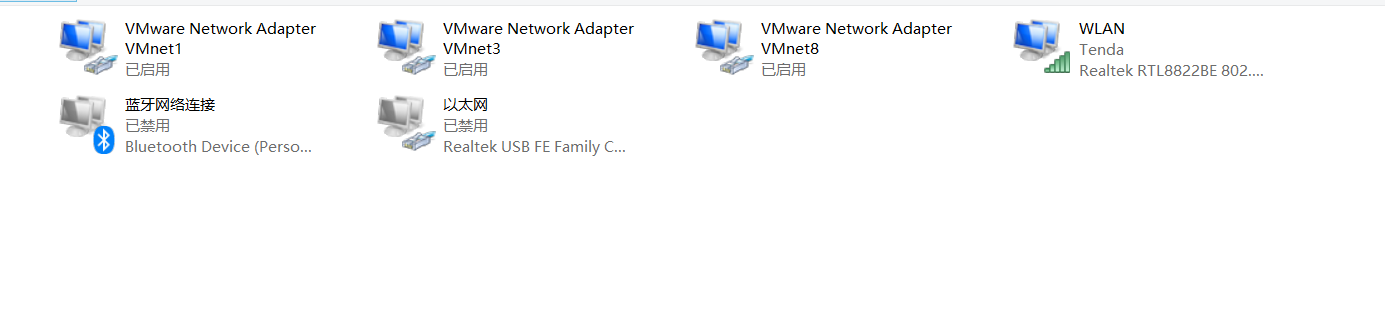 VMware Network Adapter
VMnet1
已启用
VMware Network Adapter
VMnet3
已启用
VMware Network Adapter
VMnet8
已启用
WLAN
Tenda
Realtek RTL8822BE 802....
蓝牙网络连接
已禁用
Bluetooth Device (Perso...
以太网
已禁用
Realtek USB FE Family C...